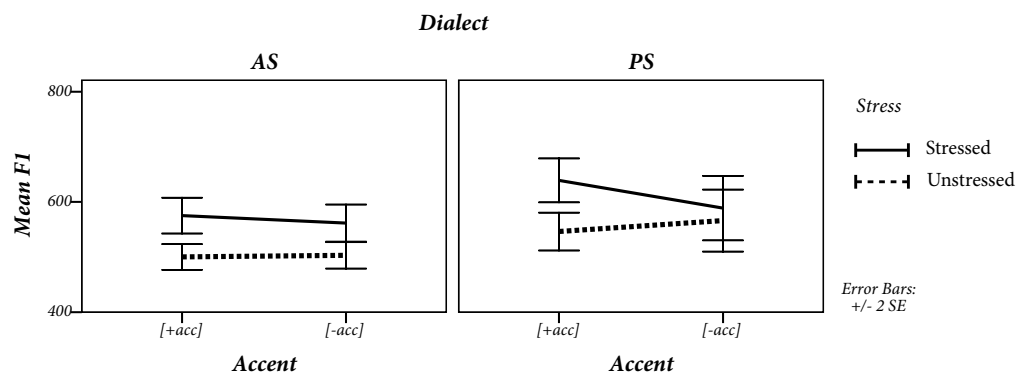 Dialect
AS
PS
800
600
400
Mean F1
[+acc]
[-acc]
[+acc]
[-acc]
Accent
Accent
Stress
Stressed
Unstressed
Error Bars:
+/- 2 SE